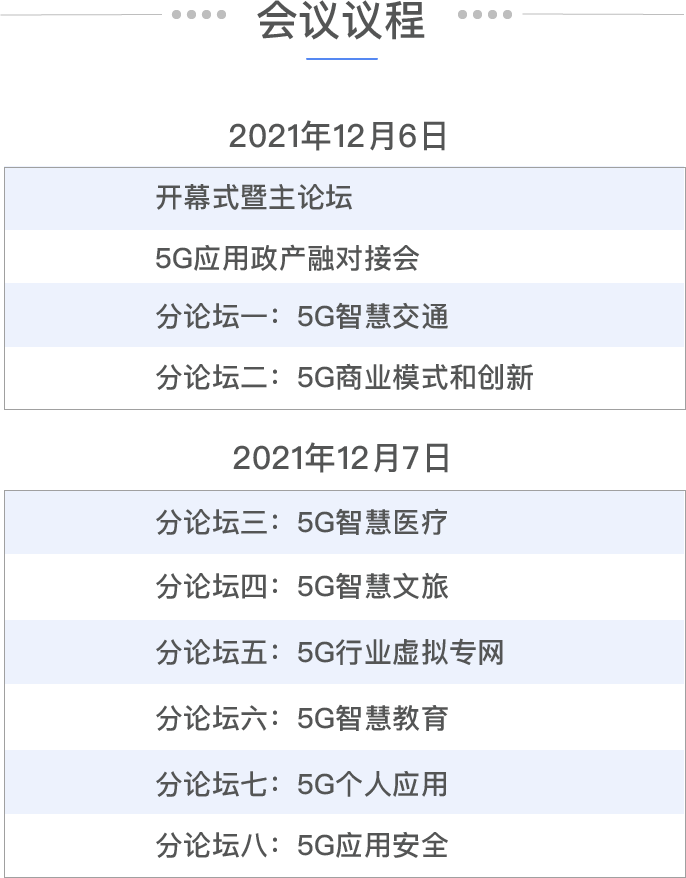 会议议程
2021年12月6日
开幕式暨主论坛
5G应用政产融对接会
分论坛一：5G智慧交通
分论坛二：5G商业模式和创新
2021年12月7日
分论坛三：5G智慧医疗
分论坛四：5G智慧文旅
分论坛五：5G行业虚拟专网
分论坛六：5G智慧教育
分论坛七：5G个人应用
分论坛八：5G应用安全